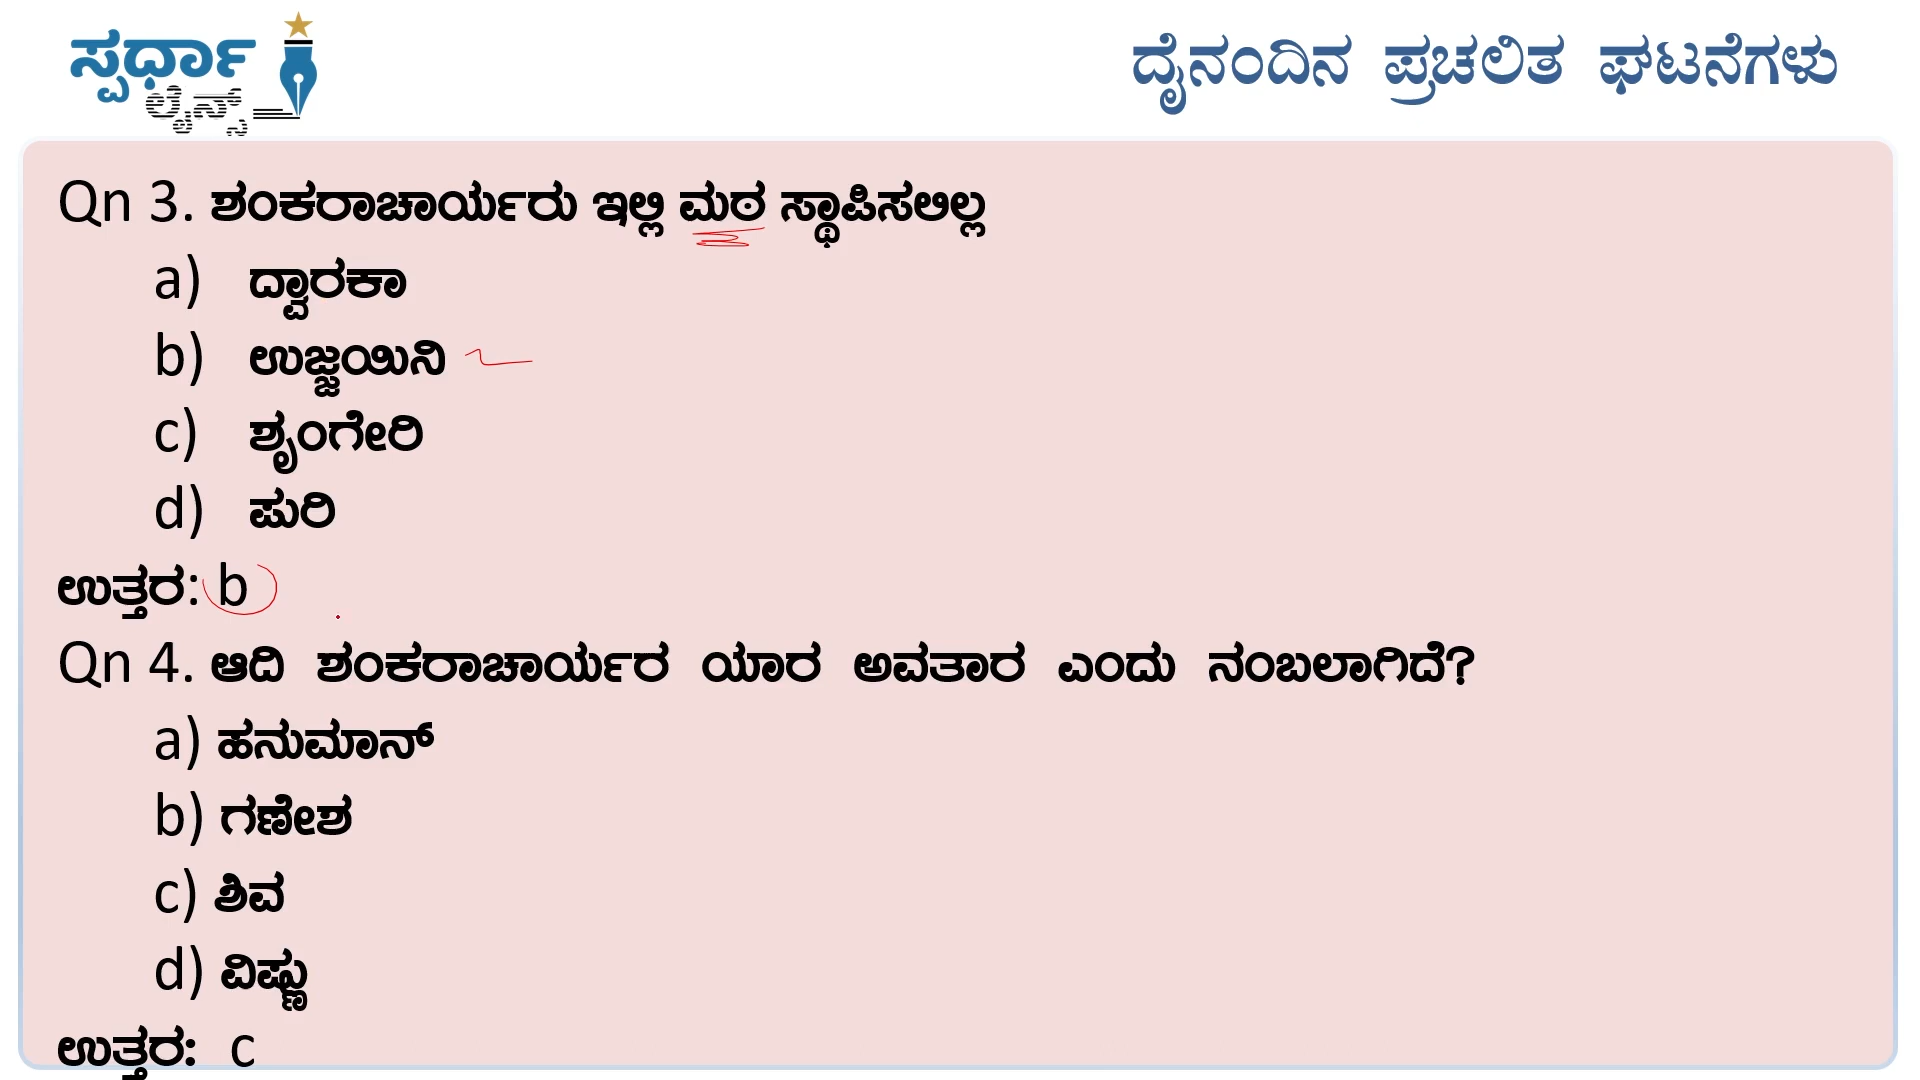 ಸ್ಪರ್ಧಾ
ಲೈನ್ಸ್
ದೈನಂದಿನ ಪ್ರಚಲಿತ ಘಟನೆಗಳು
Qn 3. ಶಂಕರಾಚಾರ್ಯರು ಇಲ್ಲಿ ಮಠ ಸ್ಥಾಪಿಸಲಿಲ್ಲ
a) ದ್ವಾರಕಾ
b) ಉಜ್ಜಯಿನಿ
c) ಶೃಂಗೇರಿ
d) ಪುರಿ
ಉತ್ತರ: b
Qn 4. ಆದಿ ಶಂಕರಾಚಾರ್ಯರ ಯಾರ ಅವತಾರ ಎಂದು ನಂಬಲಾಗಿದೆ?
a) ಹನುಮಾನ್
b) ಗಣೇಶ
c) ಶಿವ
d) ವಿಷ್ಣು
ಉತ್ತರ: c